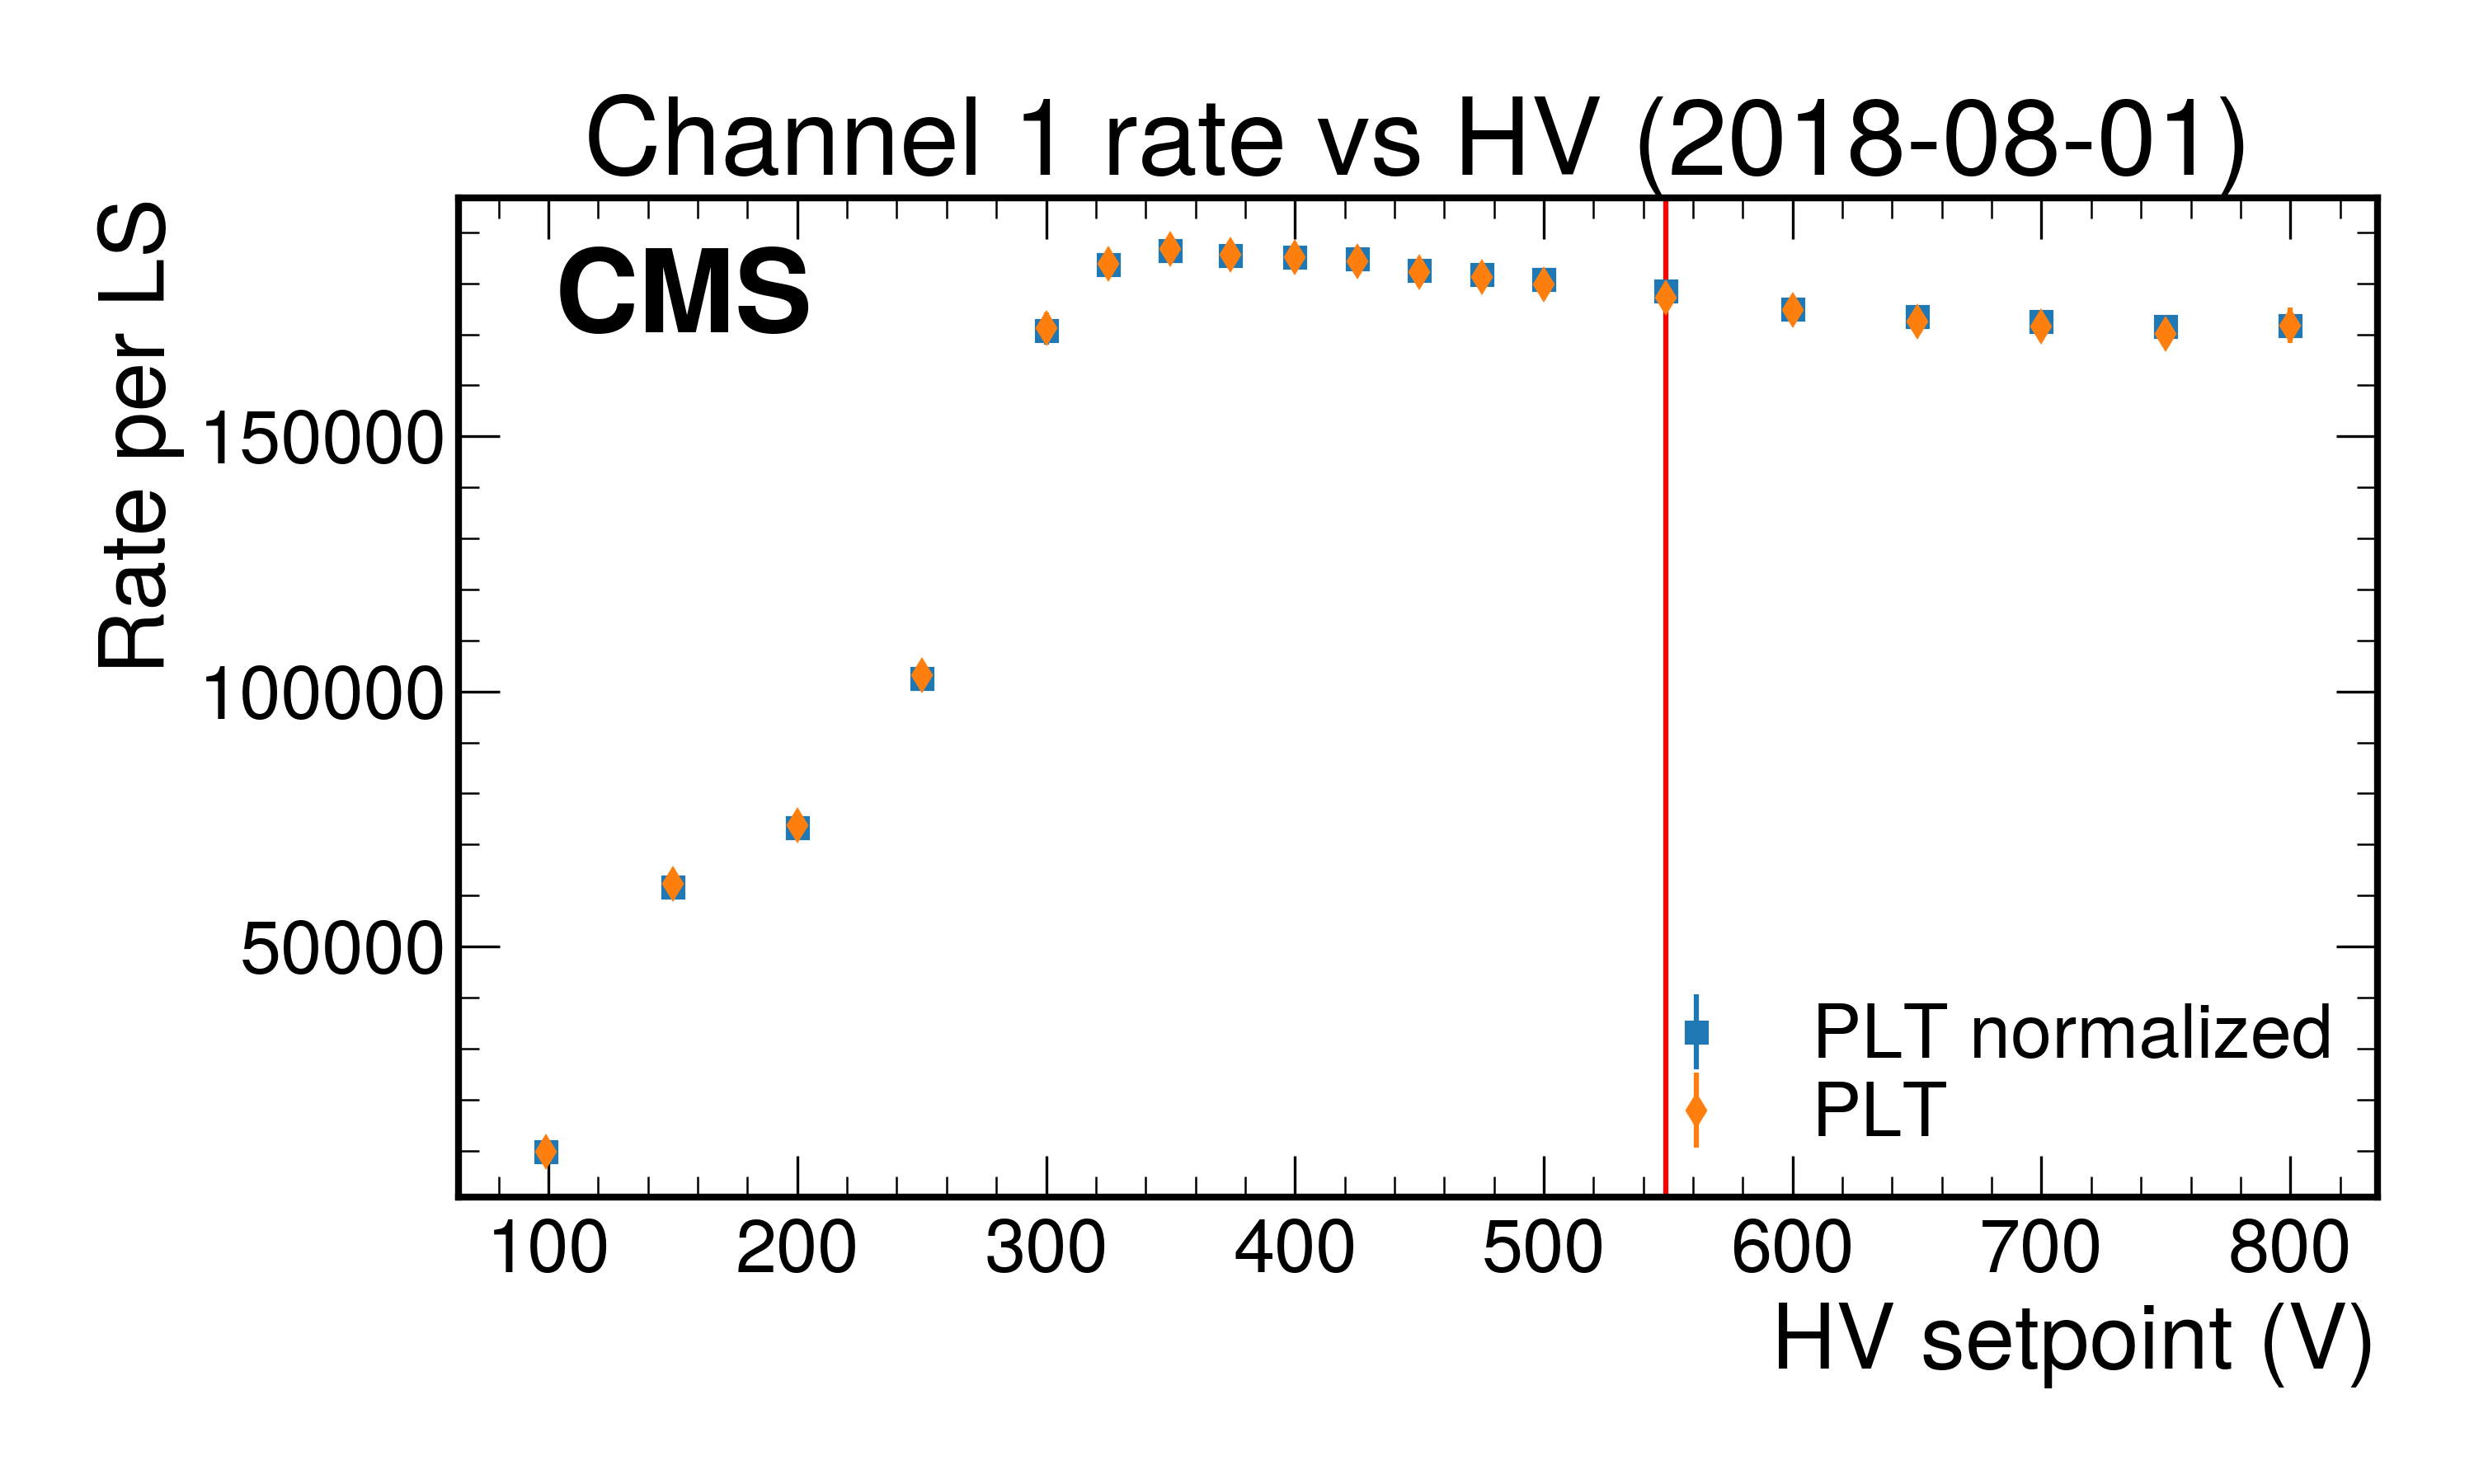 Channel 1 rate vs HV (2018-08-01)
CMS
Rate per LS
150000
100000
50000
PLT normalized
PLT
100 200 300 400 500 600 700 800
HV setpoint (V)